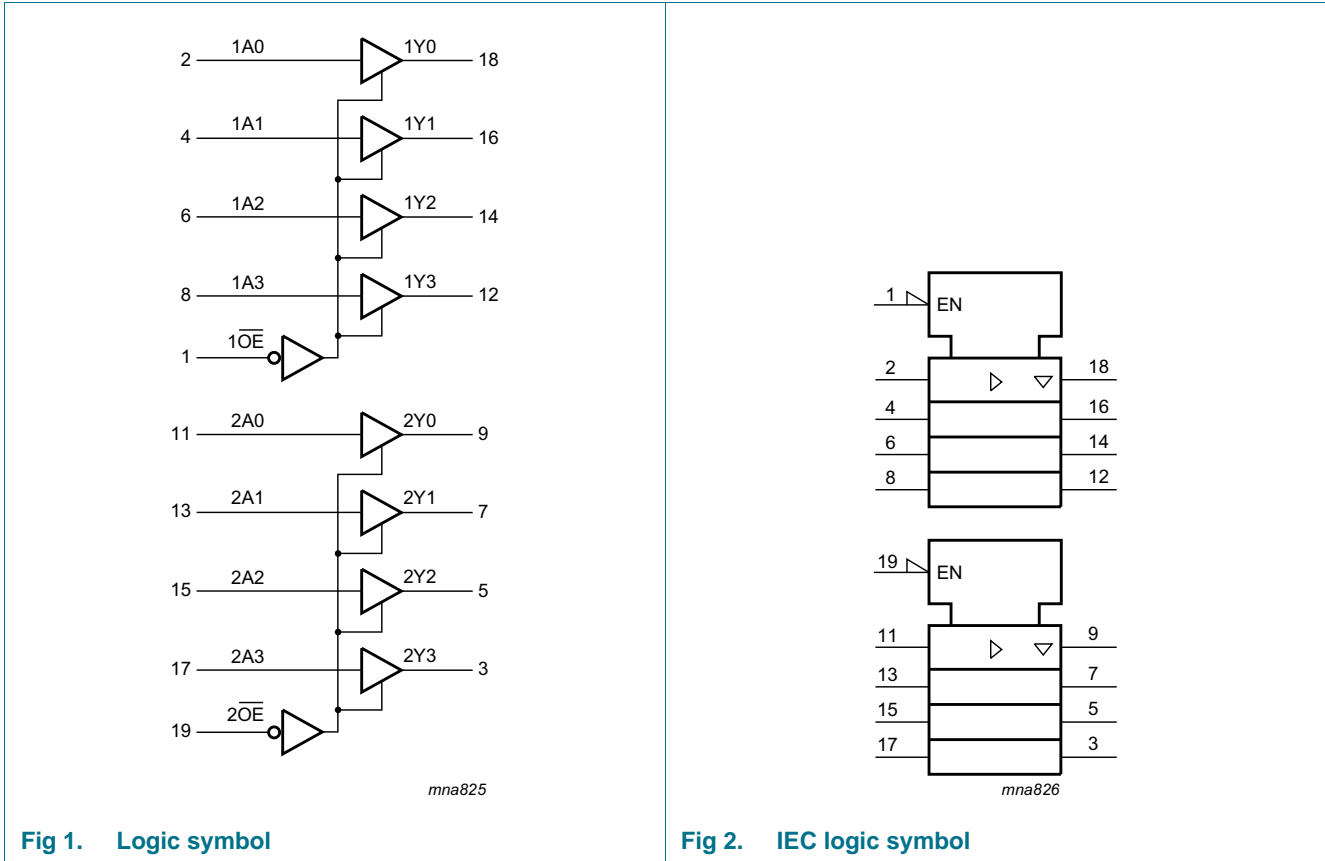 2 1A0 1Y0 18
4 1A1 1Y1 16
6 1A2 1Y2 14
8 1A3 1Y3 12
1 1O̅E̅
11 2A0 2Y0 9
13 2A1 2Y1 7
15 2A2 2Y2 5
17 2A3 2Y3 3
19 2O̅E̅
mna825
Fig 1. Logic symbol
1 EN
2 18
4 16
6 14
8 12
19 EN
11 9
13 7
15 5
17 3
mna826
Fig 2. IEC logic symbol